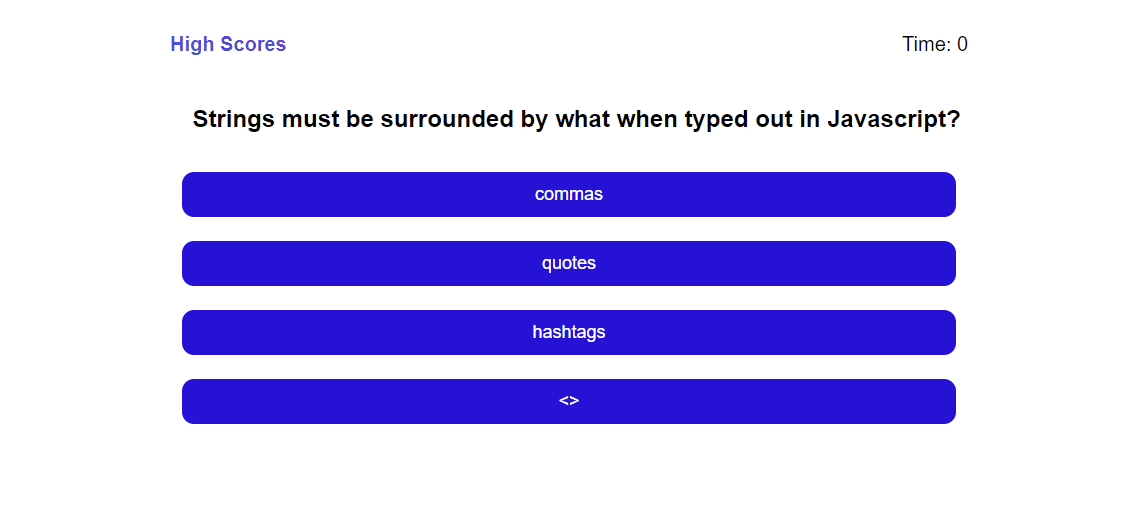 High Scores
Time: 0
Strings must be surrounded by what when typed out in Javascript?
commas
quotes
hashtags
<>